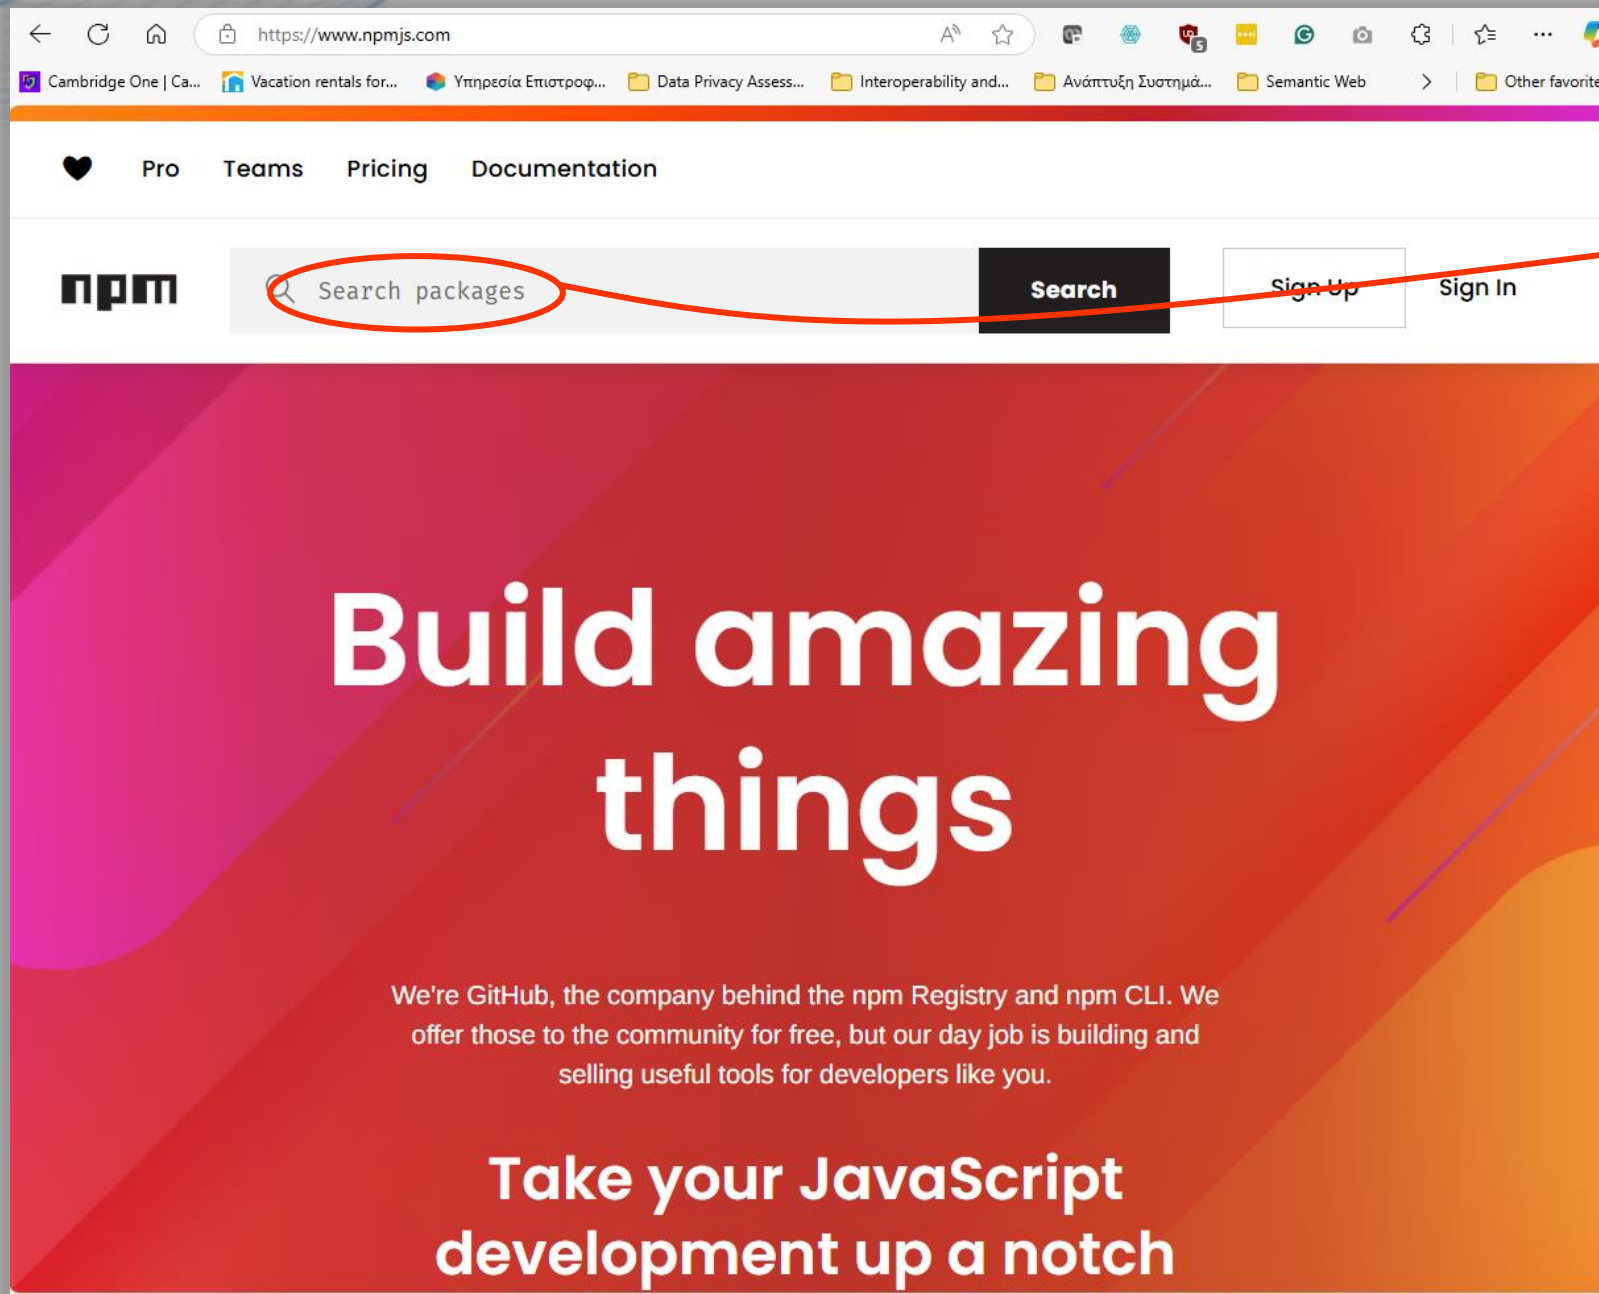 https://www.npmjs.com
Cambridge One | Ca... Vacation rentals for... Υπηρεσία Επιστροφ... Data Privacy Assess... Interoperability and... Ανάπτυξη Συστημά... Semantic Web Other favorite
Pro Teams Pricing Documentation
npm Search packages Search Sign Up Sign In
Build amazing
things
We're GitHub, the company behind the npm Registry and npm CLI. We
offer those to the community for free, but our day job is building and
selling useful tools for developers like you.
Take your JavaScript
development up a notch